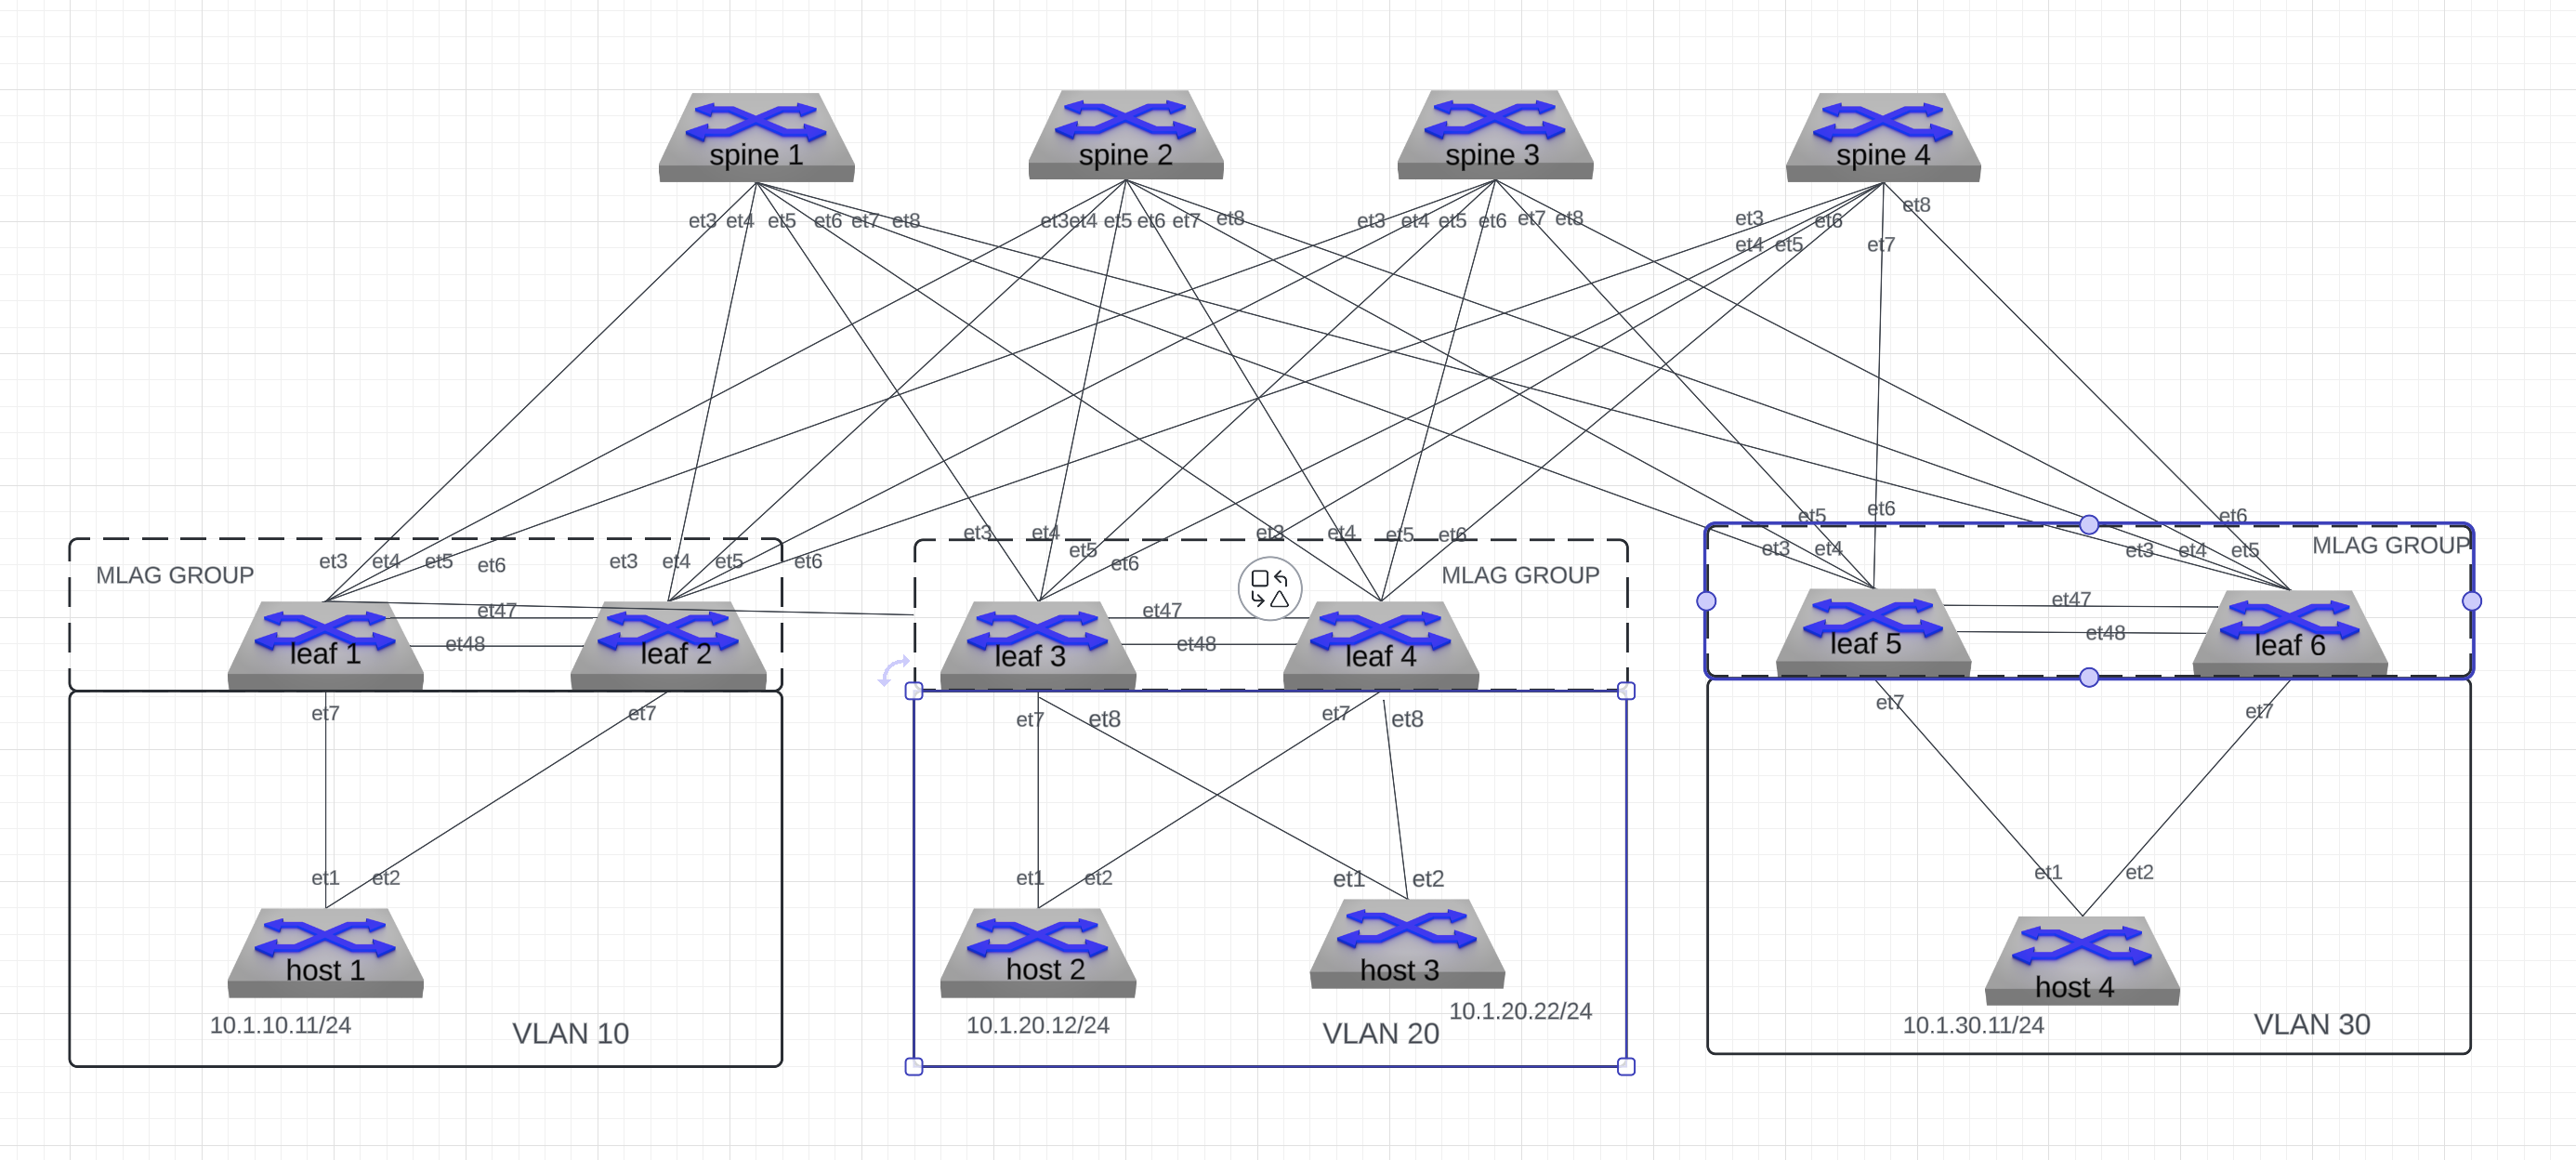 spine 1
spine 2
spine 3
spine 4
et3 et4 et5 et6 et7 et8
et3 et4 et5 et6 et7 et8
et3 et4 et5 et6 et7 et8
et3 et6 et8
et4 et5 et7
MLAG GROUP
et3 et4 et5 et6
et3 et4 et5 et6
et47
et48
leaf 1
leaf 2
et3 et4 et5 et6
et3 et4 et5 et6
MLAG GROUP
et47
et48
leaf 3
leaf 4
et5 et6
et3 et4
et6
et3 et4 et5
MLAG GROUP
et47
et48
leaf 5
leaf 6
et7
et7
et1 et2
host 1
10.1.10.11/24
VLAN 10
et7 et8
et7 et8
et1 et2
et1 et2
host 2
host 3
10.1.20.12/24
VLAN 20
10.1.20.22/24
et7
et7
et1 et2
host 4
10.1.30.11/24
VLAN 30